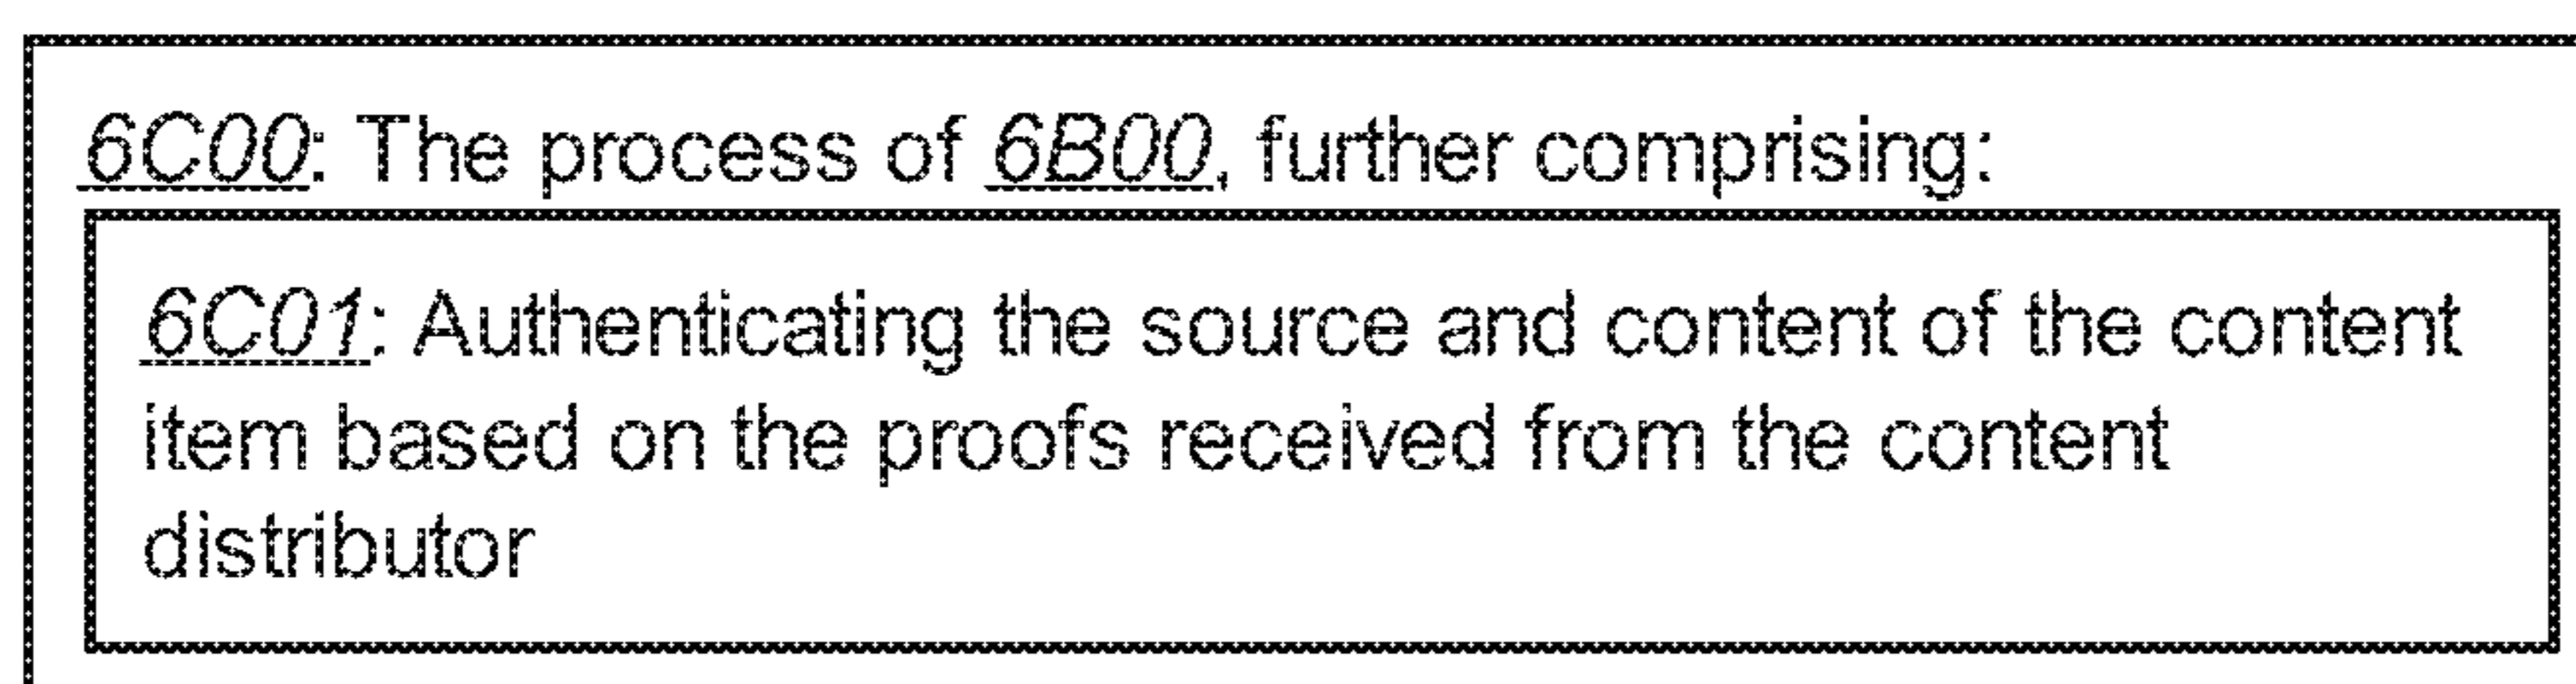 6C00: The process of 6B00, further comprising:
6C01: Authenticating the source and content of the content
item based on the proofs received from the content
distributor